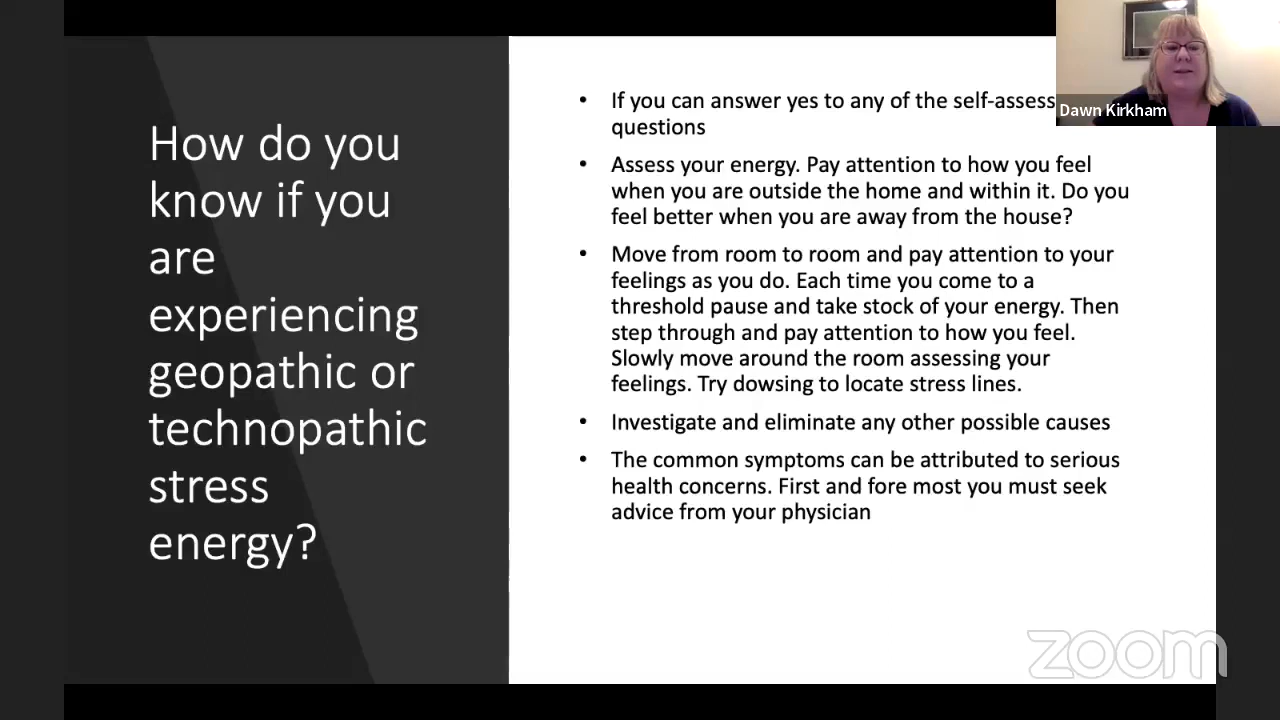 How do you
know if you
are
experiencing
geopathic or
technopathic
stress
energy?
• If you can answer yes to any of the self-assess
questions
• Assess your energy. Pay attention to how you feel
when you are outside the home and within it. Do you
feel better when you are away from the house?
• Move from room to room and pay attention to your
feelings as you do. Each time you come to a
threshold pause and take stock of your energy. Then
step through and pay attention to how you feel.
Slowly move around the room assessing your
feelings. Try dowsing to locate stress lines.
• Investigate and eliminate any other possible causes
• The common symptoms can be attributed to serious
health concerns. First and fore most you must seek
advice from your physician
Dawn Kirkham
zoom